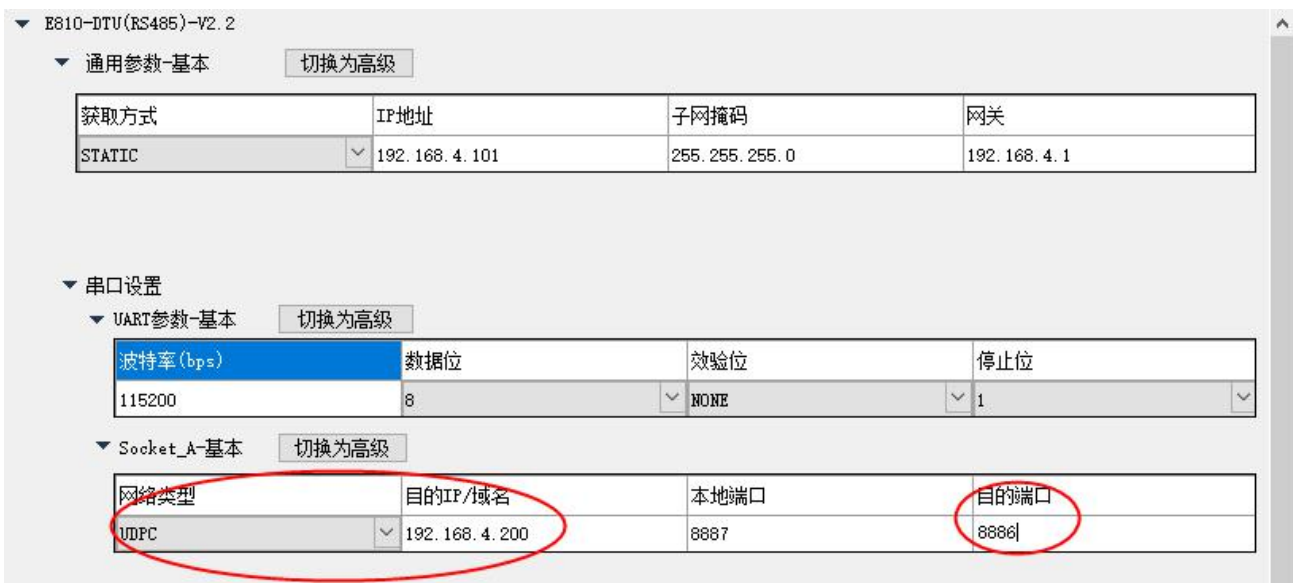 E810-DTU(RS485)-V2.2
通用参数-基本 切换为高级
获取方式 IP地址 子网掩码 网关
STATIC 192.168.4.101 255.255.255.0 192.168.4.1
串口设置
UART参数-基本 切换为高级
波特率(bps) 数据位 效验位 停止位
115200 8 NONE 1
Socket_A-基本 切换为高级
网络类型 目的IP/域名 本地端口 目的端口
UDPC 192.168.4.200 8887 8886